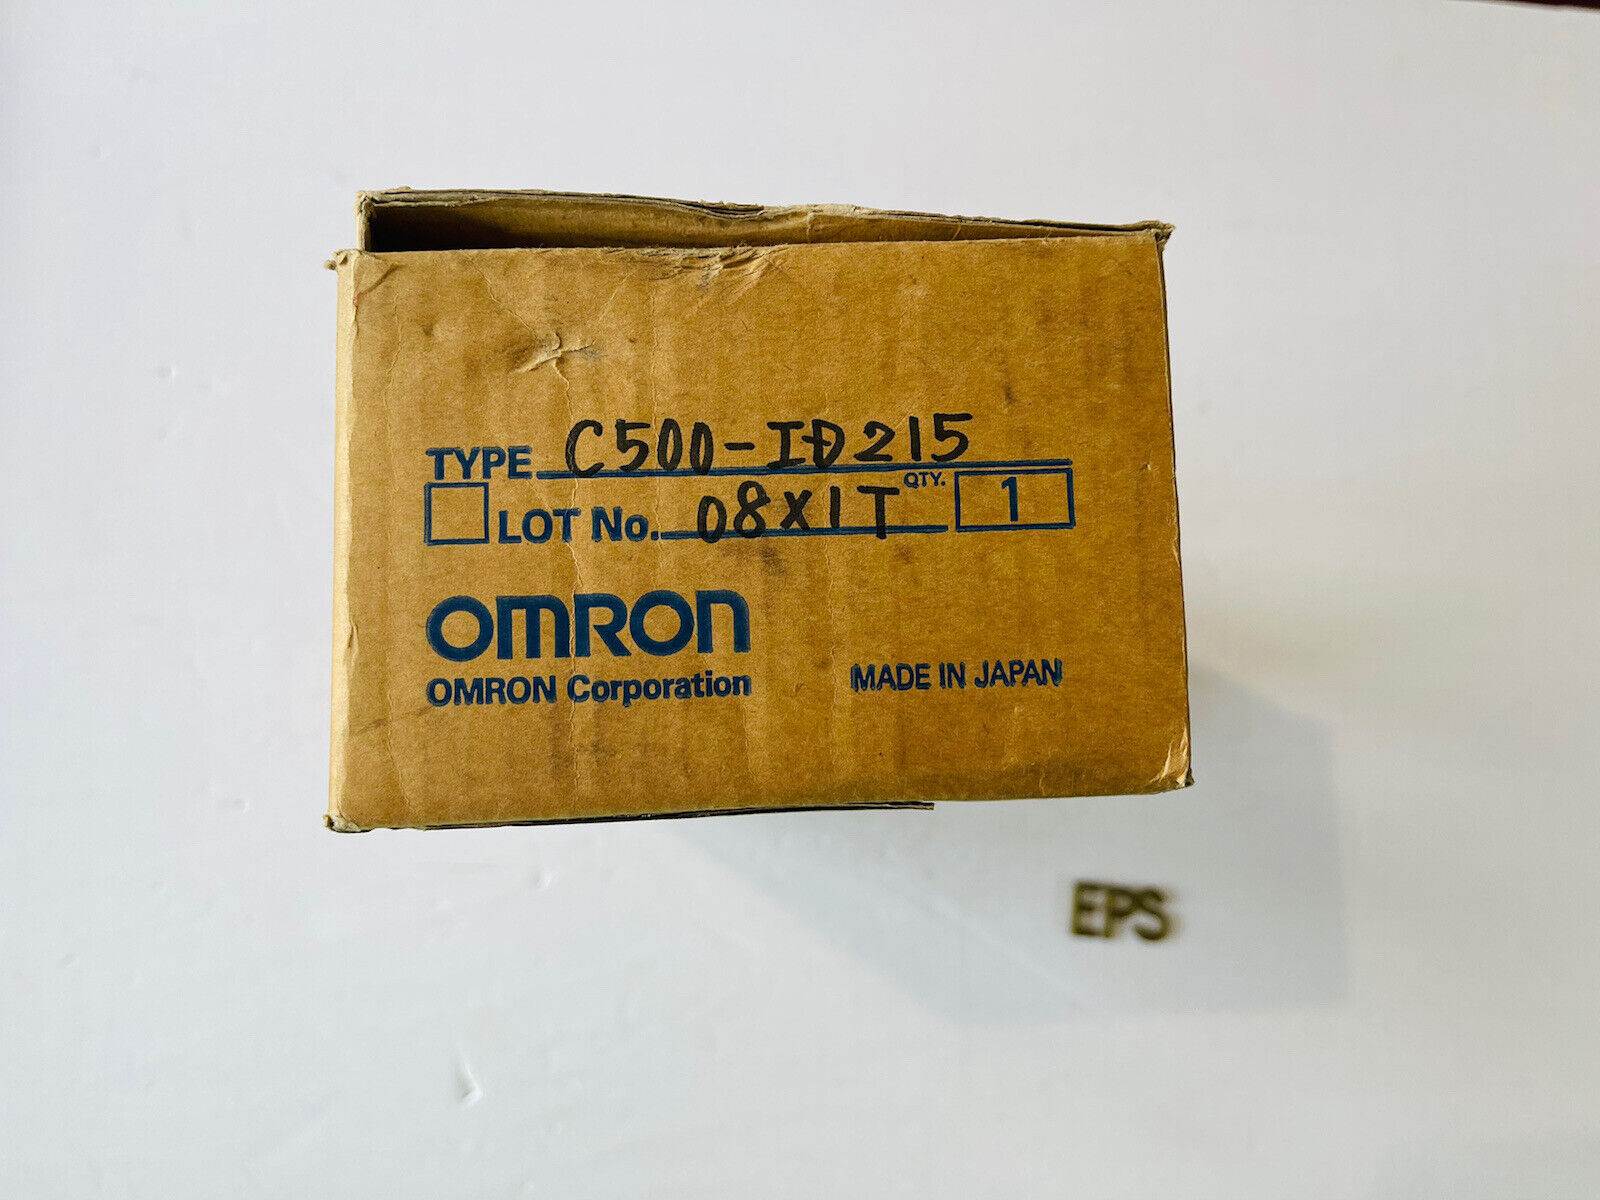 TYPE C500-ID215
LOT No. 08X1T QTY. 1
OMRON
OMRON Corporation
MADE IN JAPAN
EPS